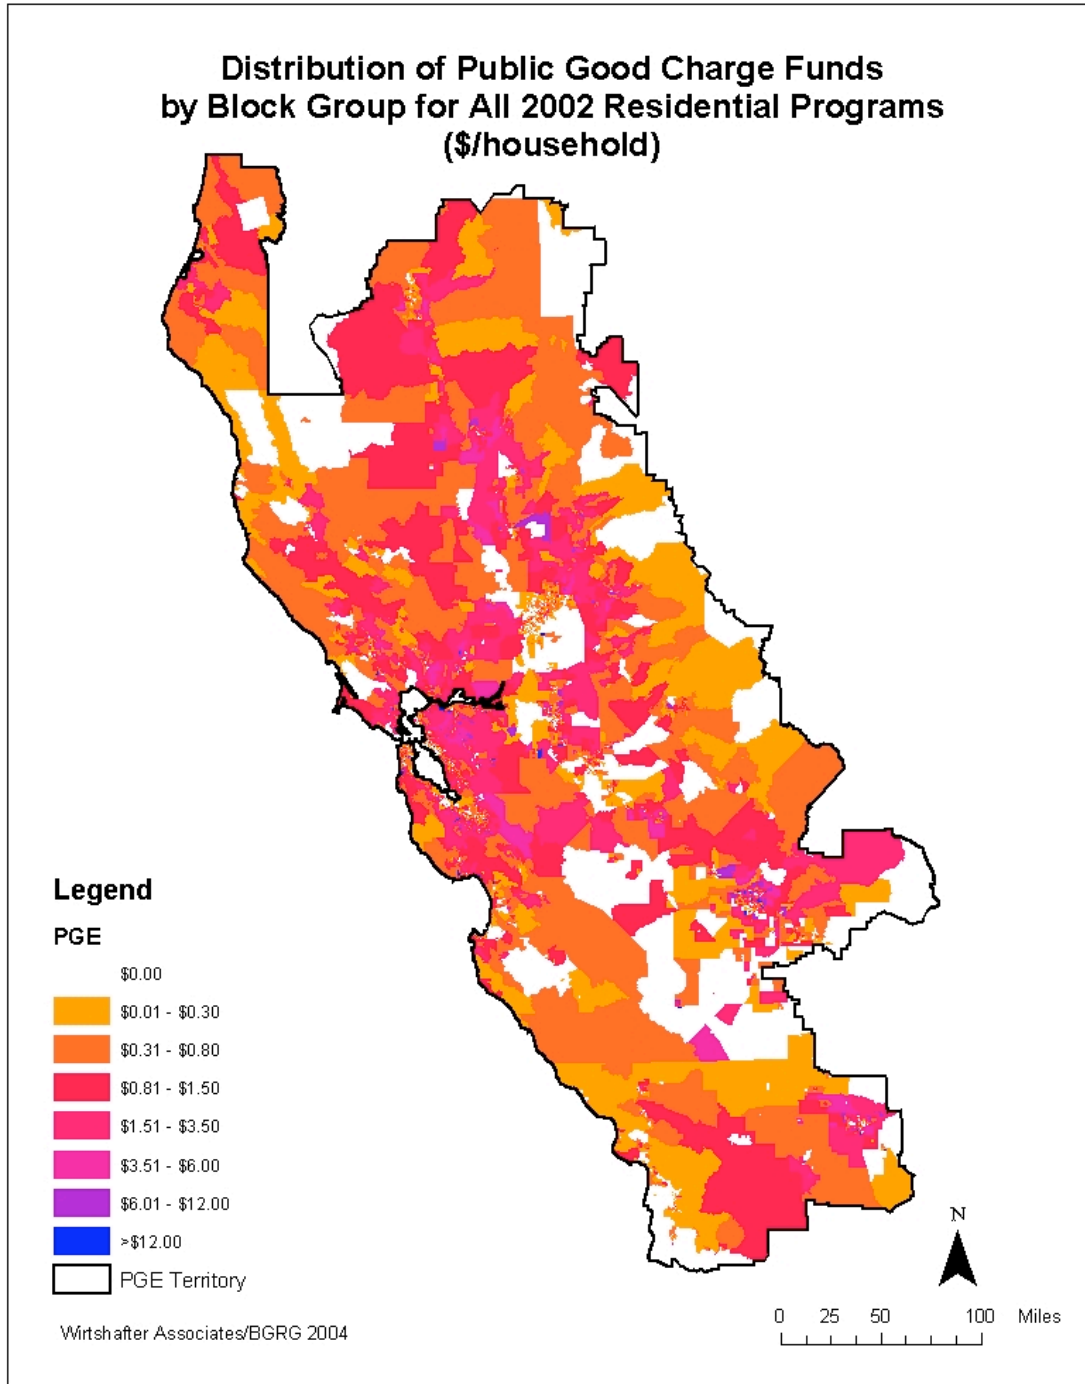 Distribution of Public Good Charge Funds
by Block Group for All 2002 Residential Programs
($/household)
Legend
PGE
$0.00
$0.01 - $0.30
$0.31 - $0.80
$0.81 - $1.50
$1.51 - $3.50
$3.51 - $6.00
$6.01 - $12.00
>$12.00
PGE Territory
Wirtshafter Associates/BGRG 2004
N
0 25 50 100 Miles